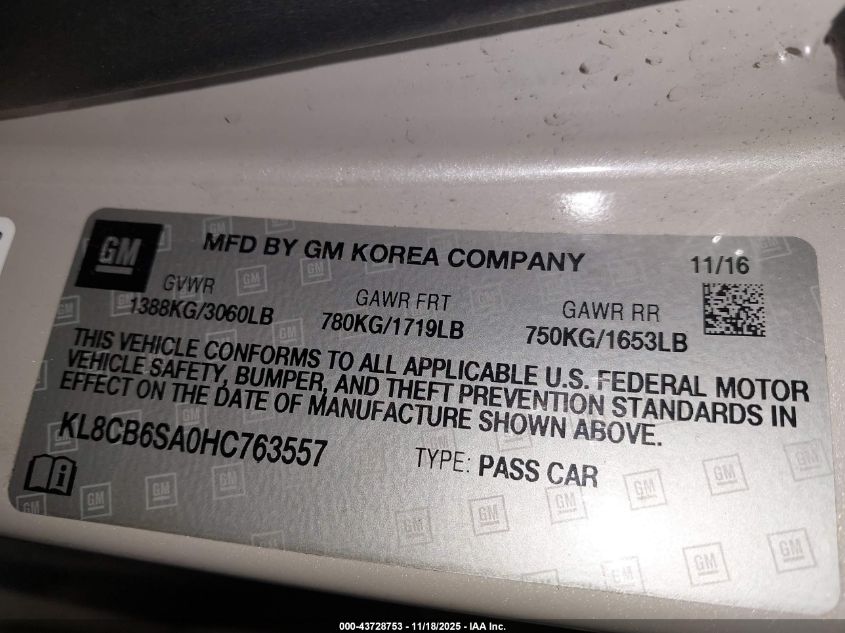 GM
MFD BY GM KOREA COMPANY
11/16
GVWR
GAWR FRT
GAWR RR
1388KG/3060LB
780KG/1719LB
750KG/1653LB
THIS VEHICLE CONFORMS TO ALL APPLICABLE U.S. FEDERAL MOTOR
VEHICLE SAFETY, BUMPER, AND THEFT PREVENTION STANDARDS IN
EFFECT ON THE DATE OF MANUFACTURE SHOWN ABOVE.
KL8CB6SA0HC763557
TYPE: PASS CAR
000-43728753 - 11/18/2025 - IAA Inc.